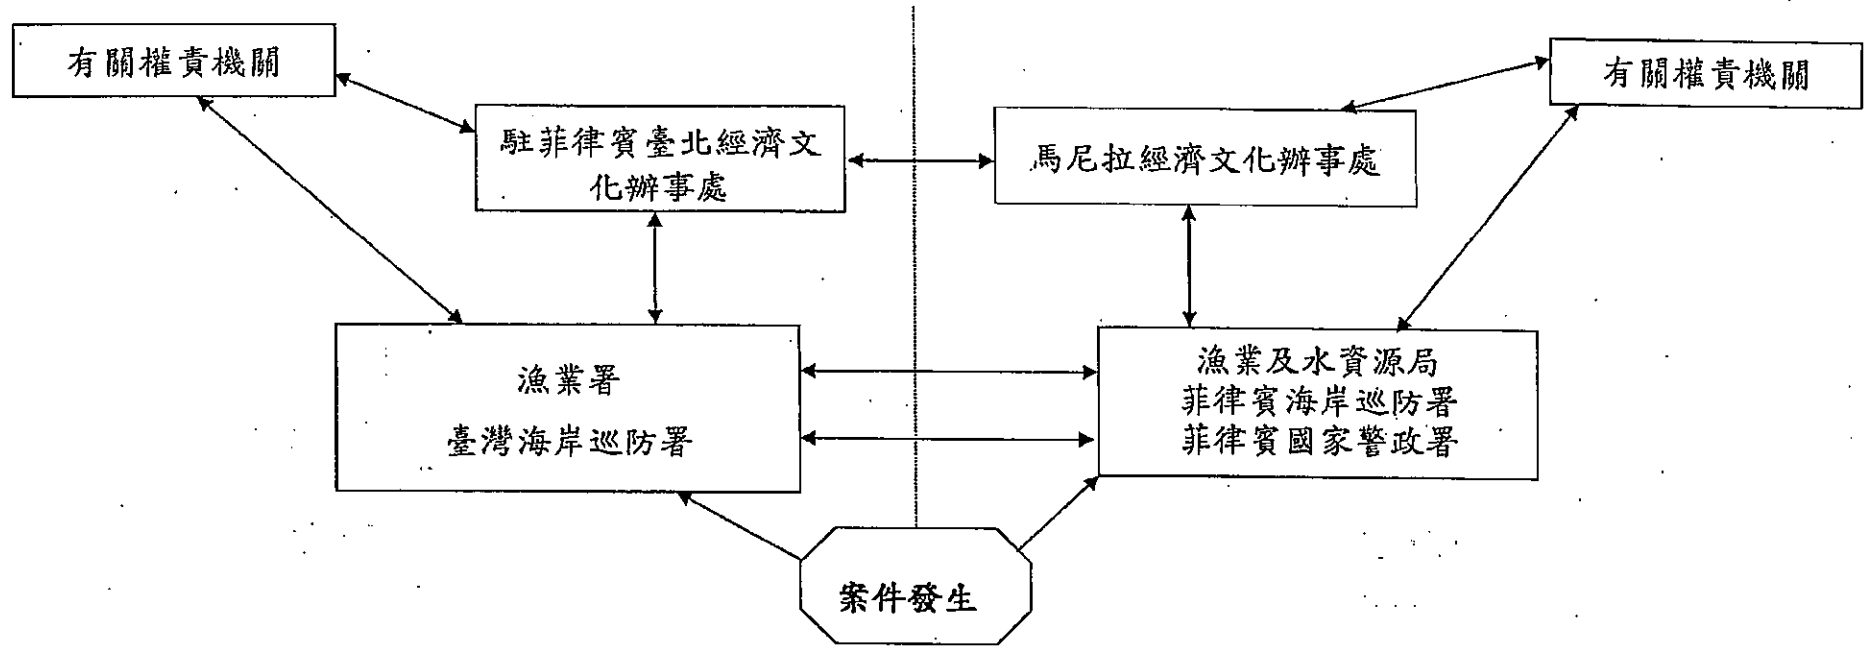 有關權責機關
有關權責機關
駐菲律賓臺北經濟文
化辦事處
馬尼拉經濟文化辦事處
漁業署
臺灣海岸巡防署
漁業及水資源局
菲律賓海岸巡防署
菲律賓國家警政署
案件發生